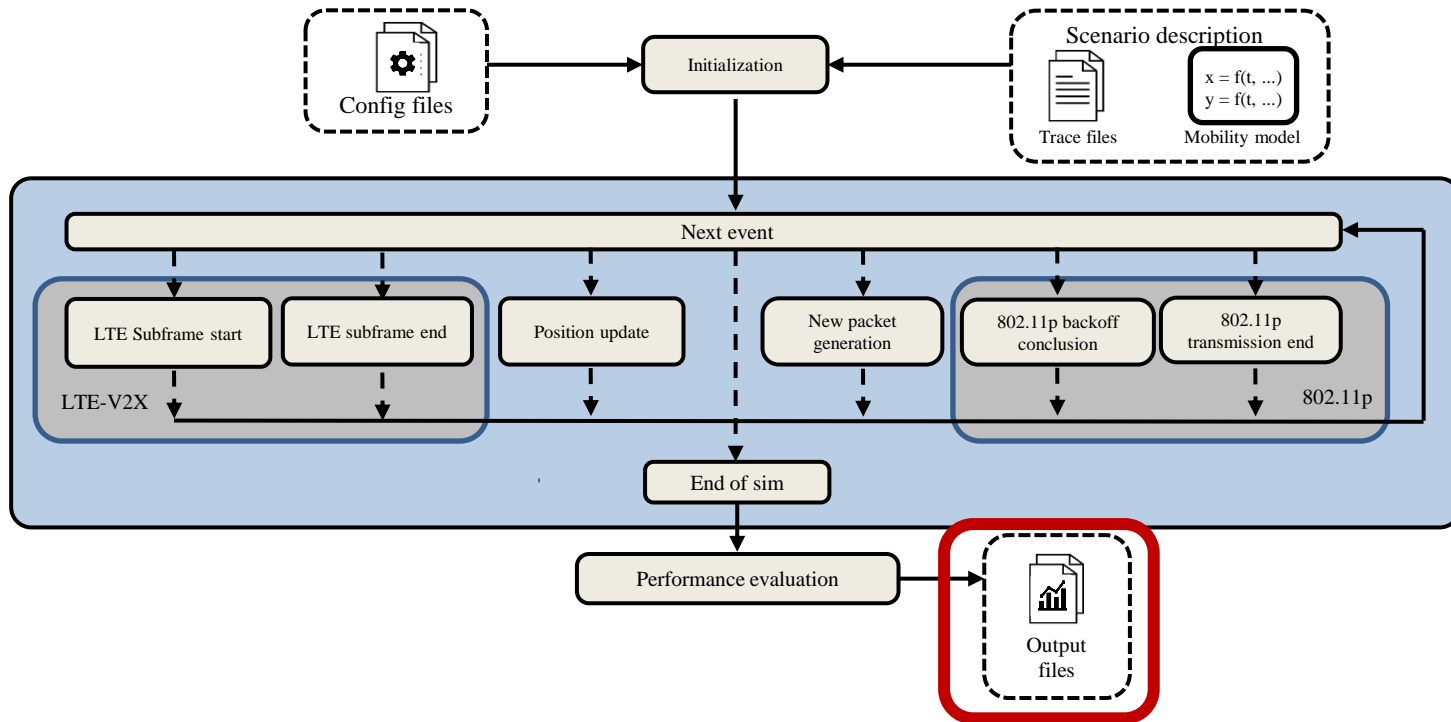 Config files
Initialization
Scenario description
x = f(t, ...)
y = f(t, ...)
Trace files
Mobility model
Next event
LTE Subframe start
LTE subframe end
Position update
New packet
generation
802.11p backoff
conclusion
802.11p
transmission end
LTE-V2X
802.11p
End of sim
Performance evaluation
Output
files